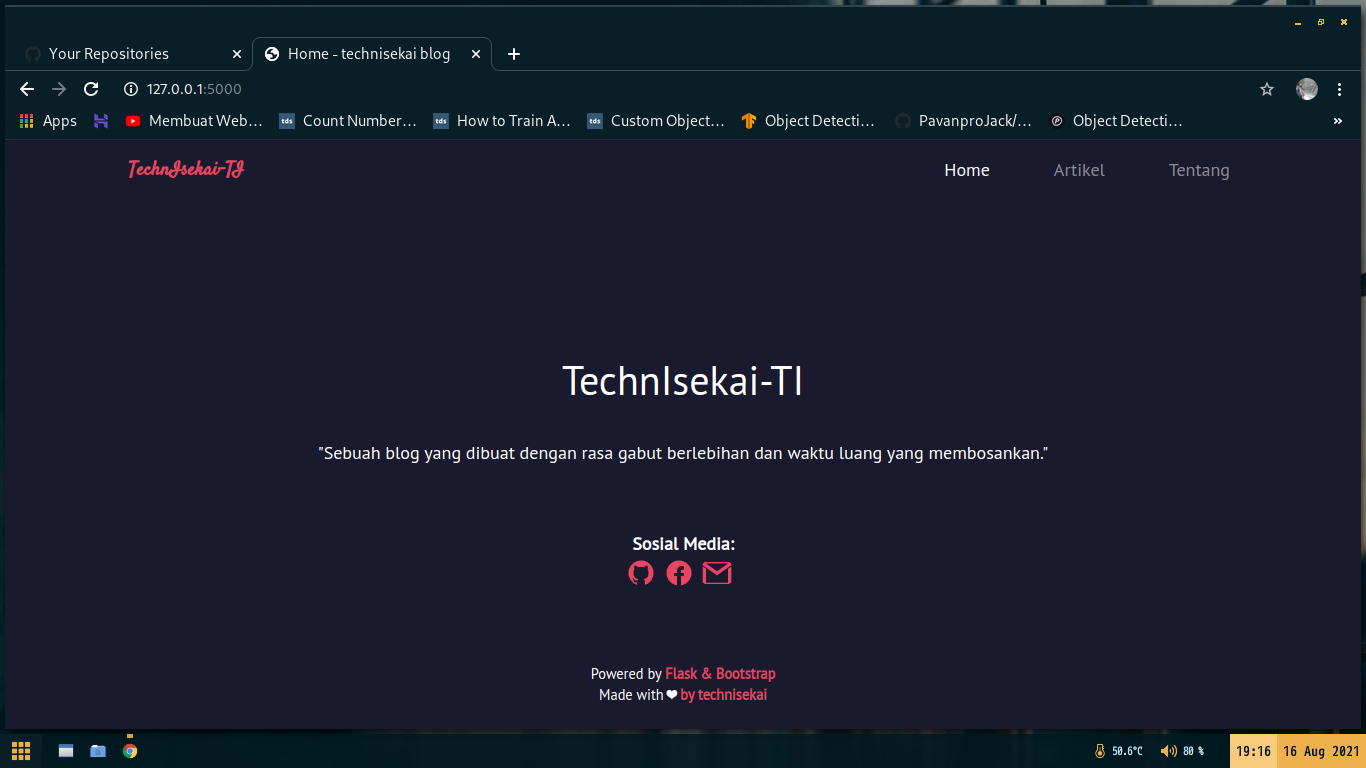 Your Repositories
Home - technisekai blog
127.0.0.1:5000
Apps
Membuat Web...
tds
Count Number...
tds
How to Train A...
tds
Custom Object...
Object Detecti...
PavanproJack/...
Object Detecti...
TechnIsekai-TI
Home
Artikel
Tentang
TechnIsekai-TI
"Sebuah blog yang dibuat dengan rasa gabut berlebihan dan waktu luang yang membosankan."
Sosial Media:
Powered by Flask & Bootstrap
Made with ❤ by technisekai
50.6°C
80 %
19:16
16 Aug 2021